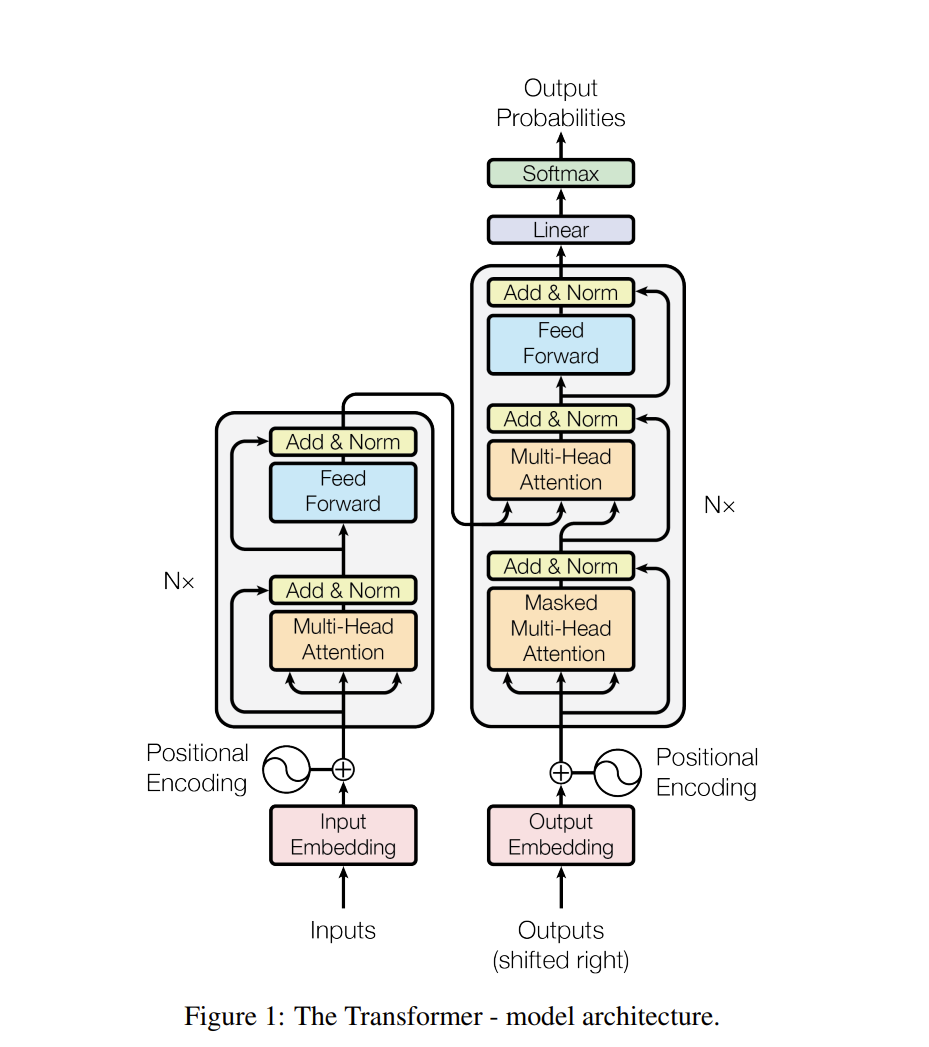 Output
Probabilities
Softmax
Linear
Add & Norm
Feed
Forward
Add & Norm
Multi-Head
Attention
Add & Norm
Masked
Multi-Head
Attention
Nx
Add & Norm
Feed
Forward
Add & Norm
Multi-Head
Attention
Nx
Positional
Encoding
Positional
Encoding
Input
Embedding
Output
Embedding
Inputs
Outputs
(shifted right)
Figure 1: The Transformer - model architecture.